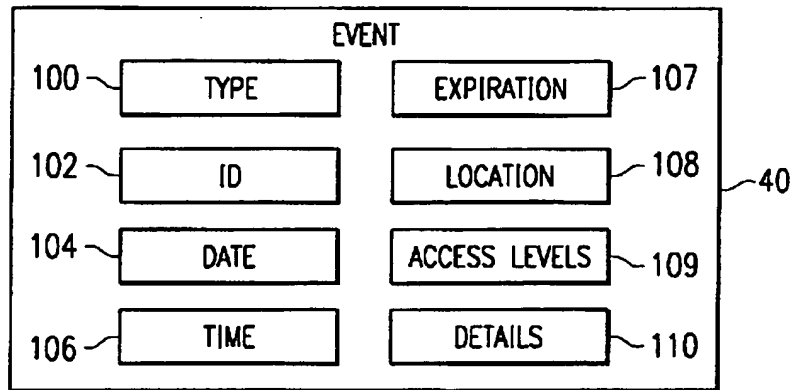 EVENT
100 TYPE EXPIRATION 107
102 ID LOCATION 108
40
104 DATE ACCESS LEVELS 109
106 TIME DETAILS 110